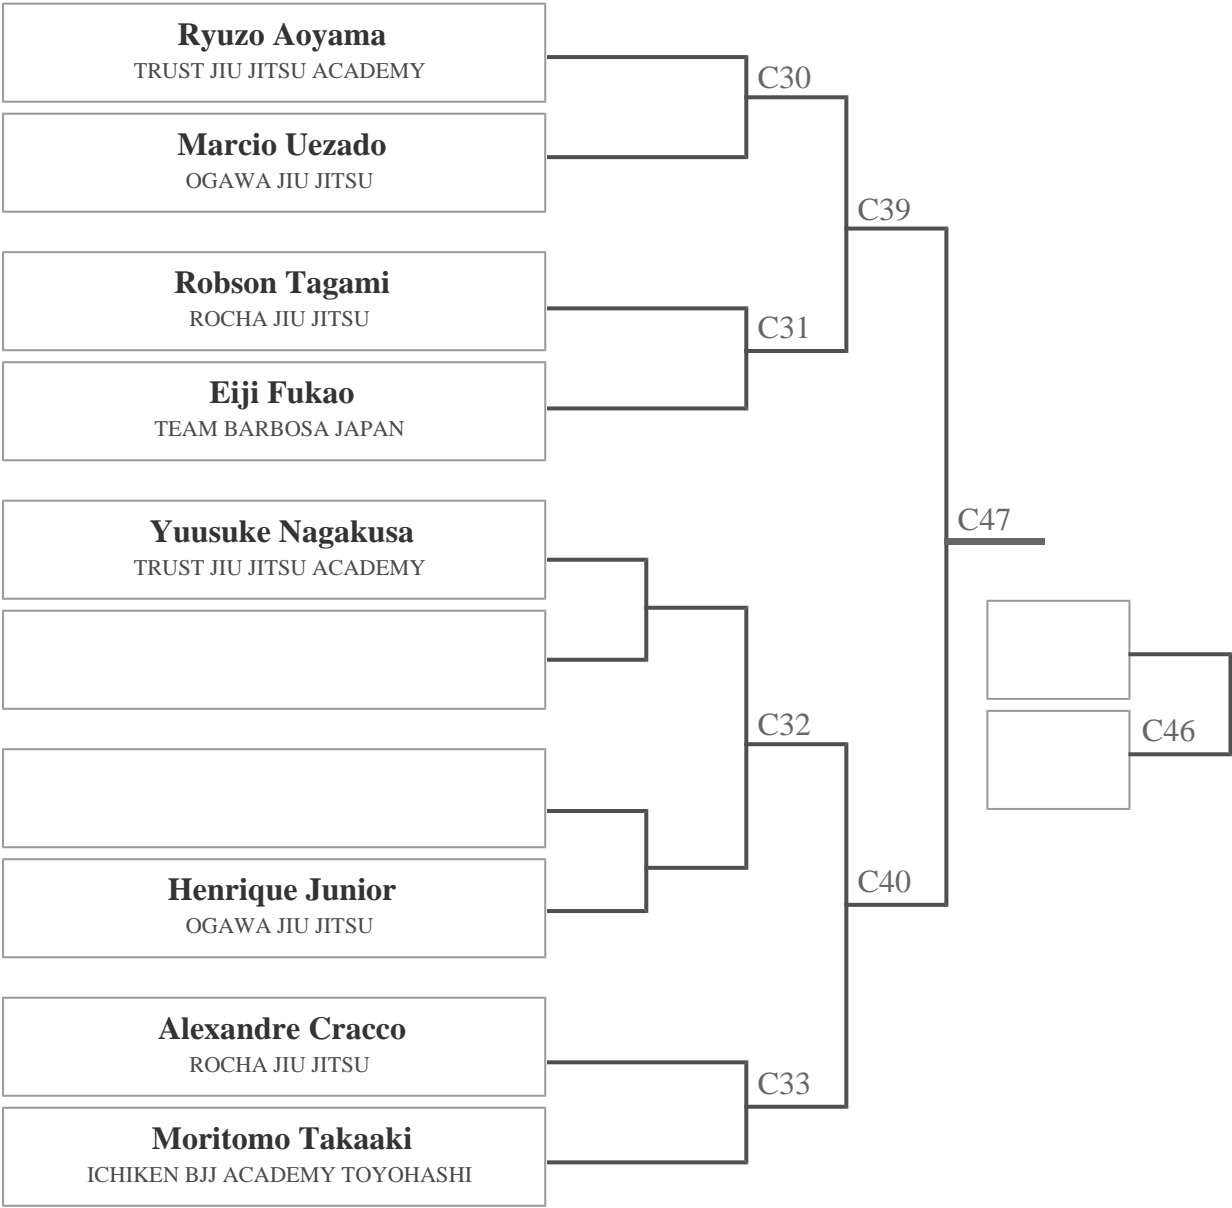 Ryuzo Aoyama
TRUST JIU JITSU ACADEMY
C30
Marcio Uezado
OGAWA JIU JITSU
C39
Robson Tagami
ROCHA JIU JITSU
C31
Eiji Fukao
TEAM BARBOSA JAPAN
Yuusuke Nagakusa
TRUST JIU JITSU ACADEMY
C47
C32
C46
Henrique Junior
OGAWA JIU JITSU
C40
Alexandre Cracco
ROCHA JIU JITSU
C33
Moritomo Takaaki
ICHIKEN BJJ ACADEMY TOYOHASHI